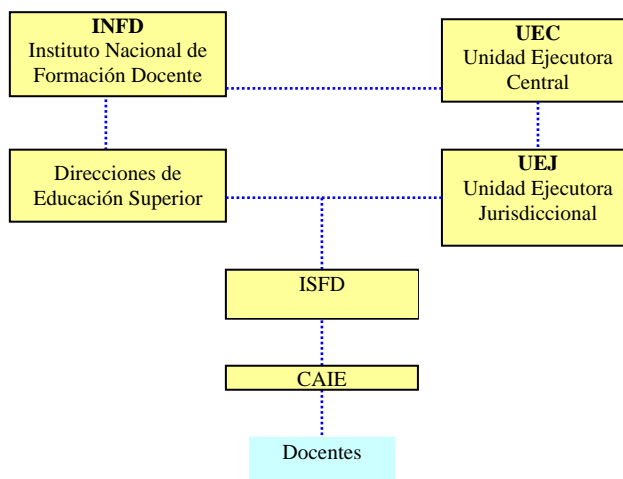 INFD
Instituto Nacional de
Formación Docente
UEC
Unidad Ejecutora
Central
Direcciones de
Educación Superior
UEJ
Unidad Ejecutora
Jurisdiccional
ISFD
CAIE
Docentes